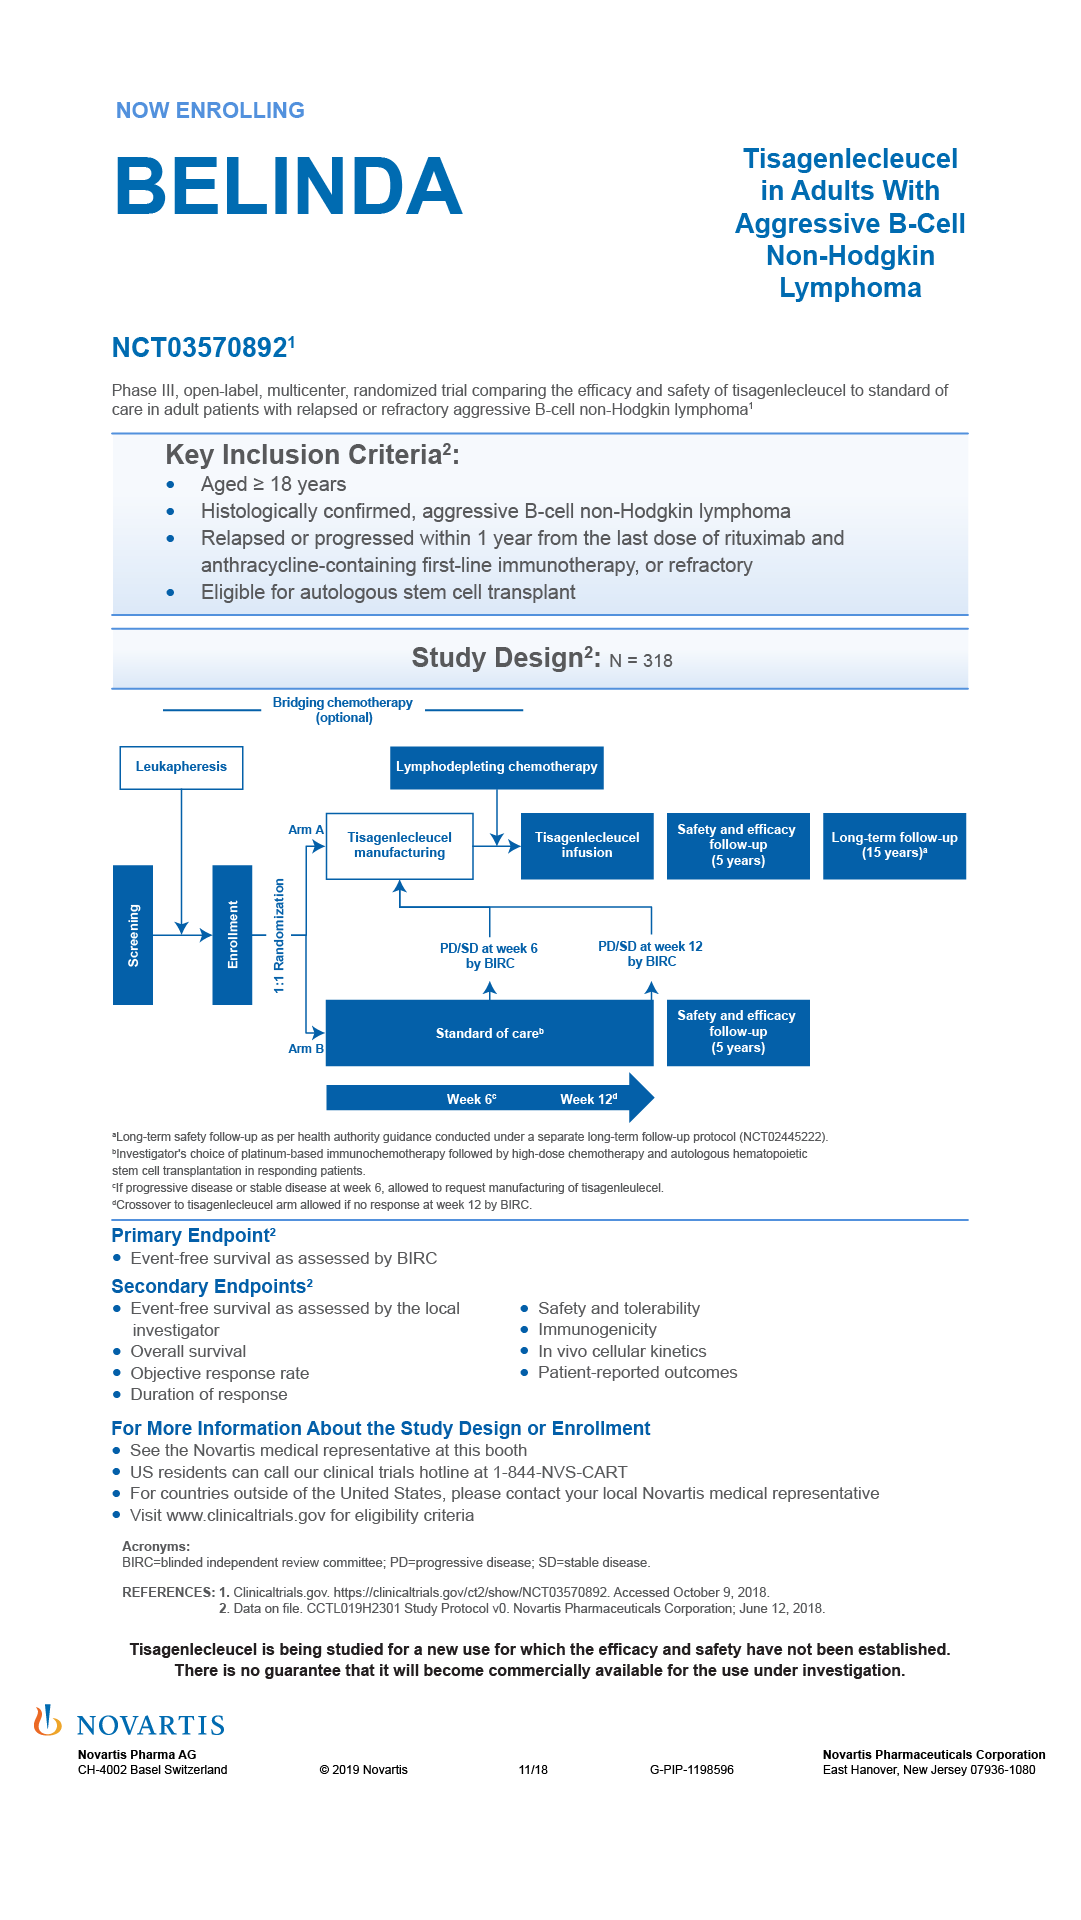 NOW ENROLLING
BELINDA
Tisagenlecleucel
in Adults With
Aggressive B-Cell
Non-Hodgkin
Lymphoma
NCT03570892¹
Phase III, open-label, multicenter, randomized trial comparing the efficacy and safety of tisagenlecleucel to standard of
care in adult patients with relapsed or refractory aggressive B-cell non-Hodgkin lymphoma¹
Key Inclusion Criteria²:
• Aged ≥ 18 years
• Histologically confirmed, aggressive B-cell non-Hodgkin lymphoma
• Relapsed or progressed within 1 year from the last dose of rituximab and
anthracycline-containing first-line immunotherapy, or refractory
• Eligible for autologous stem cell transplant
Study Design²: N = 318
Bridging chemotherapy
(optional)
Leukapheresis
Lymphodepleting chemotherapy
Arm A
Tisagenlecleucel
manufacturing
Tisagenlecleucel
infusion
Safety and efficacy
follow-up
(5 years)
Long-term follow-up
(15 years)ᵃ
Screening
Enrollment
1:1 Randomization
PD/SD at week 6
by BIRC
PD/SD at week 12
by BIRC
Arm B
Standard of careᵇ
Safety and efficacy
follow-up
(5 years)
Week 6ᶜ
Week 12ᵈ
ᵃLong-term safety follow-up as per health authority guidance conducted under a separate long-term follow-up protocol (NCT02445222).
ᵇInvestigator's choice of platinum-based immunochemotherapy followed by high-dose chemotherapy and autologous hematopoietic
stem cell transplantation in responding patients.
ᶜIf progressive disease or stable disease at week 6, allowed to request manufacturing of tisagenleulecel.
ᵈCrossover to tisagenlecleucel arm allowed if no response at week 12 by BIRC.
Primary Endpoint²
• Event-free survival as assessed by BIRC
Secondary Endpoints²
• Event-free survival as assessed by the local
investigator
• Overall survival
• Objective response rate
• Duration of response
• Safety and tolerability
• Immunogenicity
• In vivo cellular kinetics
• Patient-reported outcomes
For More Information About the Study Design or Enrollment
• See the Novartis medical representative at this booth
• US residents can call our clinical trials hotline at 1-844-NVS-CART
• For countries outside of the United States, please contact your local Novartis medical representative
• Visit www.clinicaltrials.gov for eligibility criteria
Acronyms:
BIRC=blinded independent review committee; PD=progressive disease; SD=stable disease.
REFERENCES: 1. Clinicaltrials.gov. https://clinicaltrials.gov/ct2/show/NCT03570892. Accessed October 9, 2018.
2. Data on file. CCTL019H2301 Study Protocol v0. Novartis Pharmaceuticals Corporation; June 12, 2018.
Tisagenlecleucel is being studied for a new use for which the efficacy and safety have not been established.
There is no guarantee that it will become commercially available for the use under investigation.
NOVARTIS
Novartis Pharma AG
CH-4002 Basel Switzerland
© 2019 Novartis
11/18
G-PIP-1198596
Novartis Pharmaceuticals Corporation
East Hanover, New Jersey 07936-1080